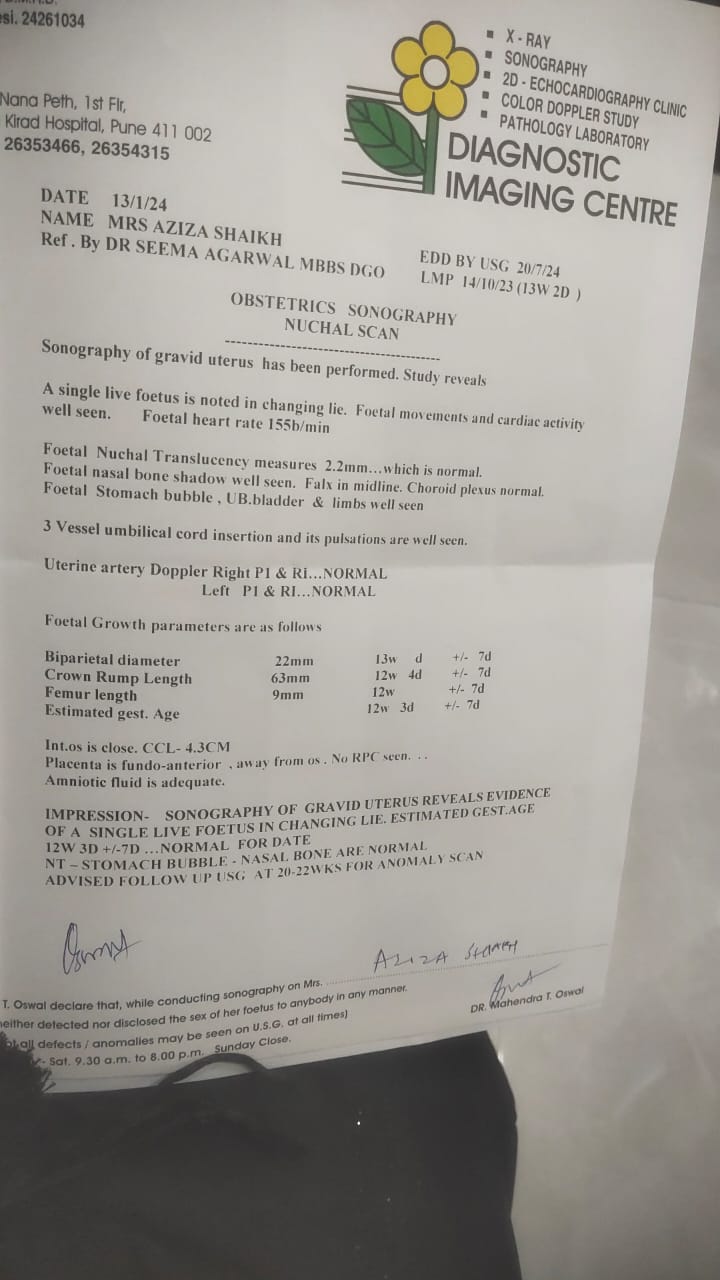 esi. 24261034
Nana Peth, 1st Flr,
Kirad Hospital, Pune 411 002
26353466, 26354315
▪ X - RAY
▪ SONOGRAPHY
▪ 2D - ECHOCARDIOGRAPHY CLINIC
▪ COLOR DOPPLER STUDY
▪ PATHOLOGY LABORATORY
DIAGNOSTIC
IMAGING CENTRE
DATE 13/1/24
NAME MRS AZIZA SHAIKH
Ref . By DR SEEMA AGARWAL MBBS DGO
EDD BY USG 20/7/24
LMP 14/10/23 (13W 2D )
OBSTETRICS SONOGRAPHY
NUCHAL SCAN
----------------------------------------
Sonography of gravid uterus has been performed. Study reveals
A single live foetus is noted in changing lie. Foetal movements and cardiac activity
well seen. Foetal heart rate 155b/min
Foetal Nuchal Translucency measures 2.2mm...which is normal.
Foetal nasal bone shadow well seen. Falx in midline. Choroid plexus normal.
Foetal Stomach bubble , UB.bladder & limbs well seen
3 Vessel umbilical cord insertion and its pulsations are well seen.
Uterine artery Doppler Right P1 & RI...NORMAL
Left P1 & RI...NORMAL
Foetal Growth parameters are as follows
Biparietal diameter 22mm 13w d +/- 7d
Crown Rump Length 63mm 12w 4d +/- 7d
Femur length 9mm 12w +/- 7d
Estimated gest. Age 12w 3d +/- 7d
Int.os is close. CCL- 4.3CM
Placenta is fundo-anterior , away from os . No RPC seen. . .
Amniotic fluid is adequate.
IMPRESSION- SONOGRAPHY OF GRAVID UTERUS REVEALS EVIDENCE
OF A SINGLE LIVE FOETUS IN CHANGING LIE. ESTIMATED GEST.AGE
12W 3D +/-7D ...NORMAL FOR DATE
NT – STOMACH BUBBLE - NASAL BONE ARE NORMAL
ADVISED FOLLOW UP USG AT 20-22WKS FOR ANOMALY SCAN
AZIZA SHAIKH
T. Oswal declare that, while conducting sonography on Mrs. ..........
neither detected nor disclosed the sex of her foetus to anybody in any manner.
DR. Mahendra T. Oswal
all defects / anomalies may be seen on U.S.G. at all times)
- Sat. 9.30 a.m. to 8.00 p.m. Sunday Close.